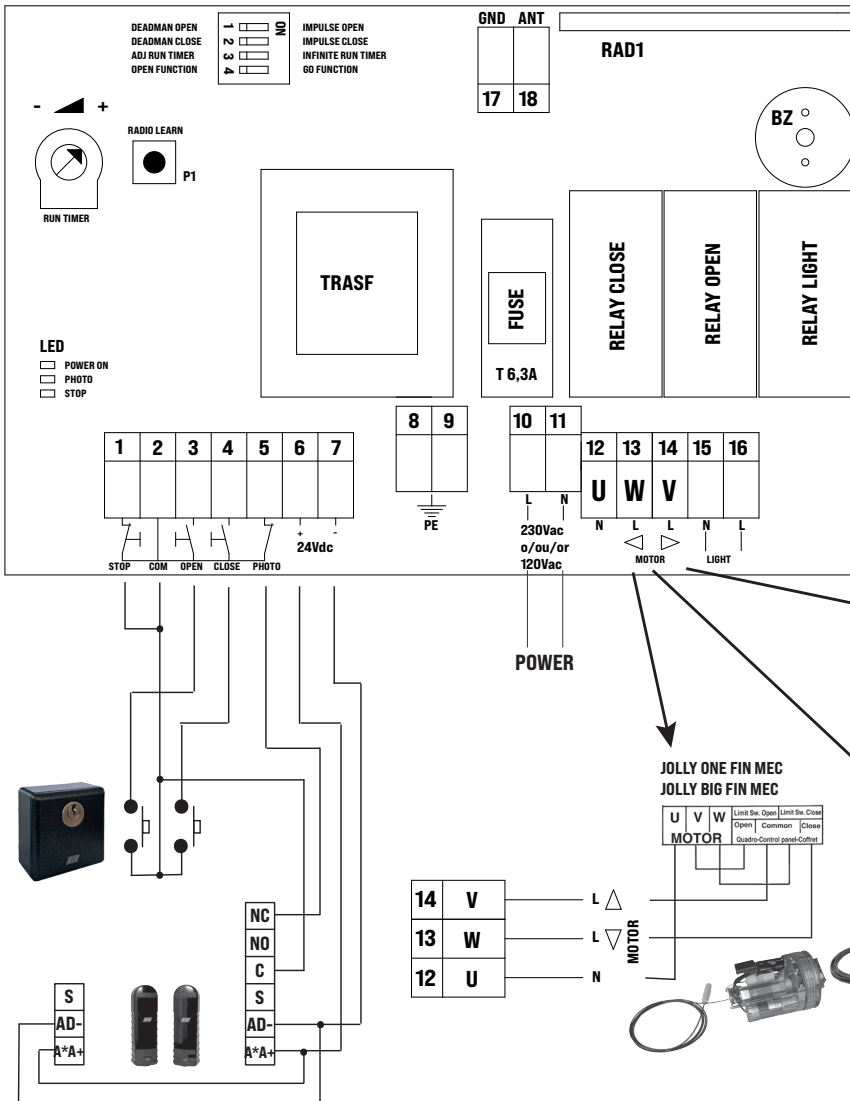 DEADMAN OPEN 1 ON IMPULSE OPEN
DEADMAN CLOSE 2 IMPULSE CLOSE
ADJ RUN TIMER 3 INFINITE RUN TIMER
OPEN FUNCTION 4 GO FUNCTION
GND ANT
17 18
RAD1
BZ
- +
RUN TIMER
RADIO LEARN
P1
TRASF
FUSE
T 6,3A
RELAY CLOSE
RELAY OPEN
RELAY LIGHT
LED
POWER ON
PHOTO
STOP
1 2 3 4 5 6 7
+ -
24Vdc
STOP COM OPEN CLOSE PHOTO
8 9
PE
10 11
L N
230Vac
o/ou/or
120Vac
POWER
12 13 14 15 16
U W V
N L L N L
MOTOR LIGHT
JOLLY ONE FIN MEC
JOLLY BIG FIN MEC
U V W
MOTOR
Limit Sw. Open Limit Sw. Close
Open Common Close
Quadro-Control panel-Coffret
14 V L
13 W L
12 U N
MOTOR
NC
NO
C
S
AD-
A*A+
S
AD-
A*A+